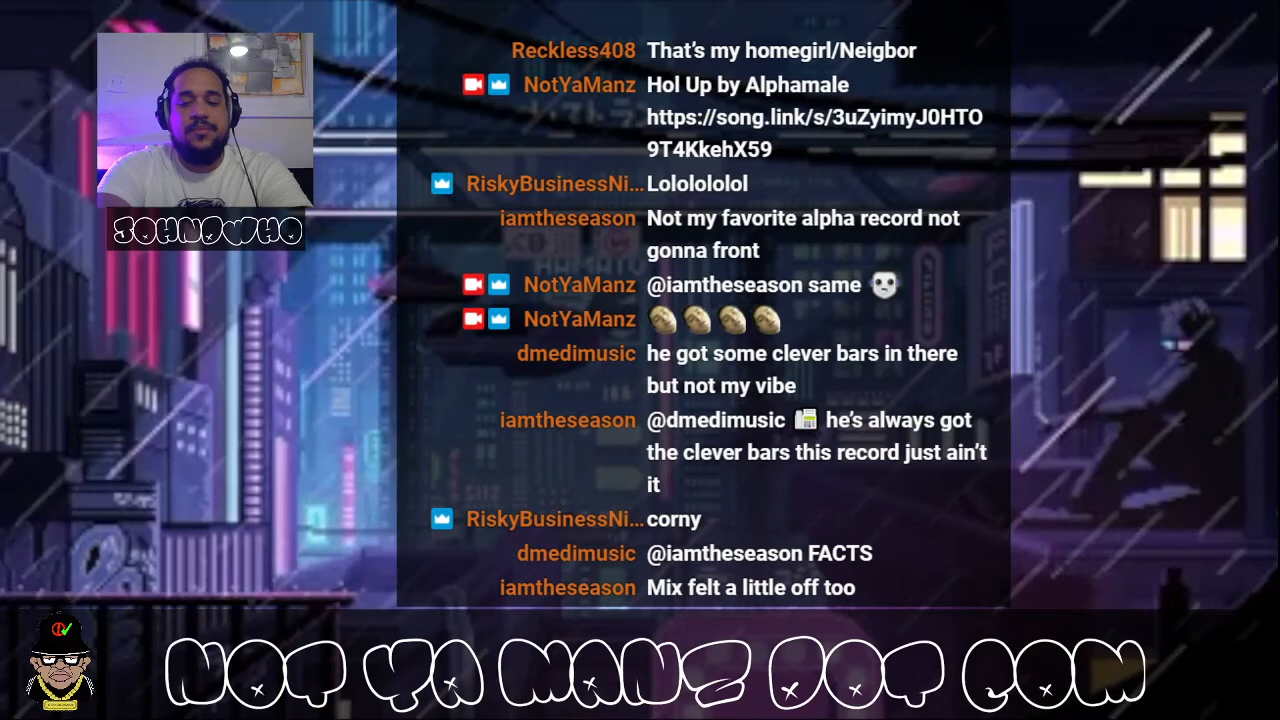 Reckless408 That's my homegirl/Neigbor
NotYaManz Hol Up by Alphamale
https://song.link/s/3uZyimyJ0HTO
9T4KkehX59
RiskyBusinessNi... Lolololololol
iamtheseason Not my favorite alpha record not
gonna front
NotYaManz @iamtheseason same
NotYaManz
dmedimusic he got some clever bars in there
but not my vibe
iamtheseason @dmedimusic 📠 he's always got
the clever bars this record just ain't
it
RiskyBusinessNi... corny
dmedimusic @iamtheseason FACTS
iamtheseason Mix felt a little off too
JOHNDWHO
NOT YA MANZ DOT COM